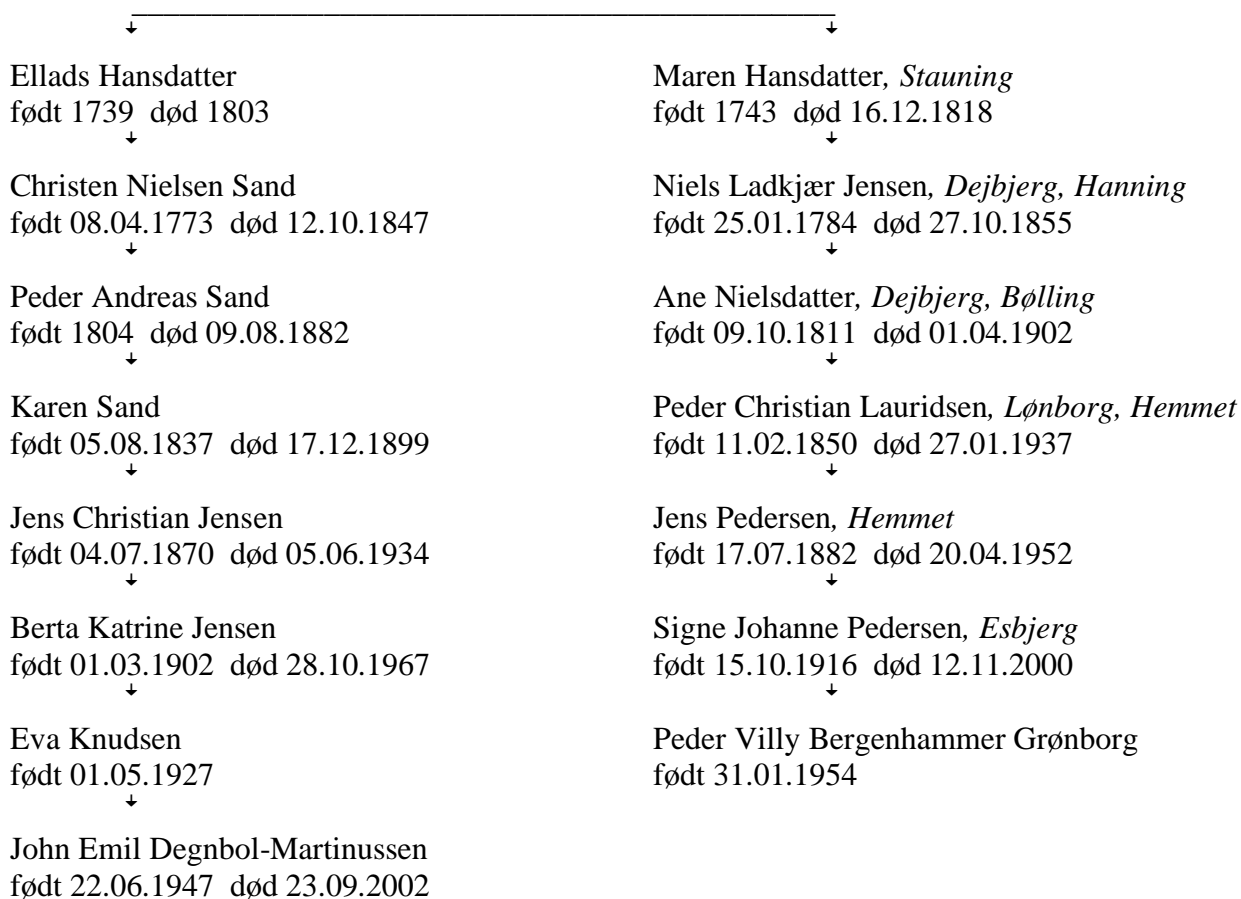 Ellads Hansdatter
født 1739 død 1803
Christen Nielsen Sand
født 08.04.1773 død 12.10.1847
Peder Andreas Sand
født 1804 død 09.08.1882
Karen Sand
født 05.08.1837 død 17.12.1899
Jens Christian Jensen
født 04.07.1870 død 05.06.1934
Berta Katrine Jensen
født 01.03.1902 død 28.10.1967
Eva Knudsen
født 01.05.1927
John Emil Degnbol-Martinussen
født 22.06.1947 død 23.09.2002
Maren Hansdatter, Stauning
født 1743 død 16.12.1818
Niels Ladkjær Jensen, Dejbjerg, Hanning
født 25.01.1784 død 27.10.1855
Ane Nielsdatter, Dejbjerg, Bølling
født 09.10.1811 død 01.04.1902
Peder Christian Lauridsen, Lønborg, Hemmet
født 11.02.1850 død 27.01.1937
Jens Pedersen, Hemmet
født 17.07.1882 død 20.04.1952
Signe Johanne Pedersen, Esbjerg
født 15.10.1916 død 12.11.2000
Peder Villy Bergenhammer Grønborg
født 31.01.1954